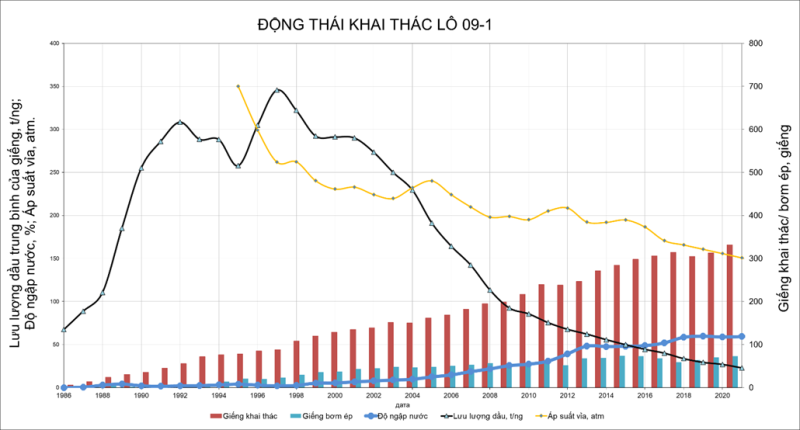 ĐỘNG THÁI KHAI THÁC LÔ 09-1
Lưu lượng dầu trung bình của giếng, t/ng;
Độ ngập nước, %; Áp suất vỉa, atm.
400
350
300
250
200
150
100
50
0
800
700
600
500
400
300
200
100
0
Giếng khai thác/ bơm ép, giếng
1986 1988 1990 1992 1994 1996 1998 2000 2002 2004 2006 2008 2010 2012 2014 2016 2018 2020
дата
Giếng khai thác Giếng bơm ép Độ ngập nước Lưu lượng dầu, t/ng Áp suất vỉa, atm